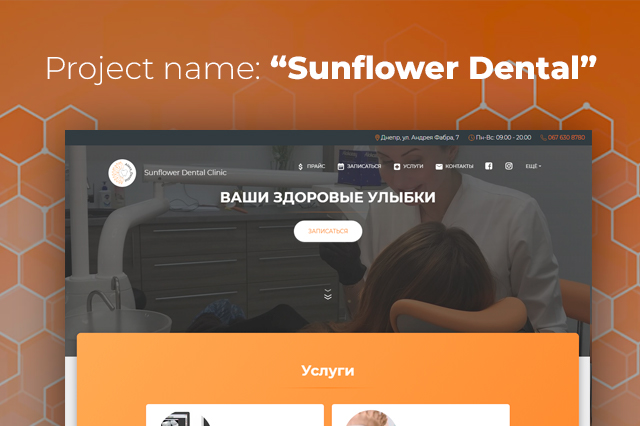 Project name: “Sunflower Dental”
Днепр, ул. Андрея Фабра, 7 Пн-Вс: 09.00 - 20.00 067 630 8780
Sunflower Dental Clinic ПРАЙС ЗАПИСАТЬСЯ УСЛУГИ КОНТАКТЫ ЕЩЁ
ВАШИ ЗДОРОВЫЕ УЛЫБКИ
ЗАПИСАТЬСЯ
Услуги